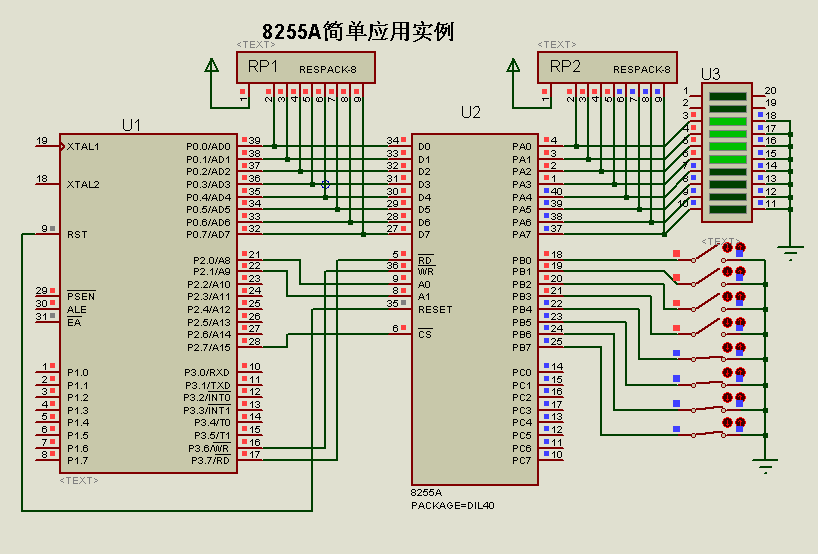 8255A简单应用实例
<TEXT> <TEXT>
RP1 RESPACK-8 RP2 RESPACK-8
U3
1 2 3 4 5 6 7 8 9 1 2 3 4 5 6 7 8 9
U1 U2
1 20
2 19
3 18
4 17
5 16
6 15
7 14
8 13
9 12
10 11
19 XTAL1 P0.0/AD0 39 34 D0 PA0 4
P0.1/AD1 38 33 D1 PA1 3
P0.2/AD2 37 32 D2 PA2 2
18 XTAL2 P0.3/AD3 36 31 D3 PA3 1
P0.4/AD4 35 30 D4 PA4 40
P0.5/AD5 34 29 D5 PA5 39
P0.6/AD6 33 28 D6 PA6 38
9 RST P0.7/AD7 32 27 D7 PA7 37
<TEXT>
P2.0/A8 21 5 RD PB0 18
P2.1/A9 22 36 WR PB1 19
P2.2/A10 23 9 A0 PB2 20
29 PSEN P2.3/A11 24 8 A1 PB3 21
30 ALE P2.4/A12 25 35 RESET PB4 22
31 EA P2.5/A13 26 PB5 23
P2.6/A14 27 6 CS PB6 24
P2.7/A15 28 PB7 25
1 P1.0 P3.0/RXD 10 PC0 14
2 P1.1 P3.1/TXD 11 PC1 15
3 P1.2 P3.2/INT0 12 PC2 16
4 P1.3 P3.3/INT1 13 PC3 17
5 P1.4 P3.4/T0 14 PC4 13
6 P1.5 P3.5/T1 15 PC5 12
7 P1.6 P3.6/WR 16 PC6 11
8 P1.7 P3.7/RD 17 PC7 10
<TEXT>
8255A
PACKAGE=DIL40